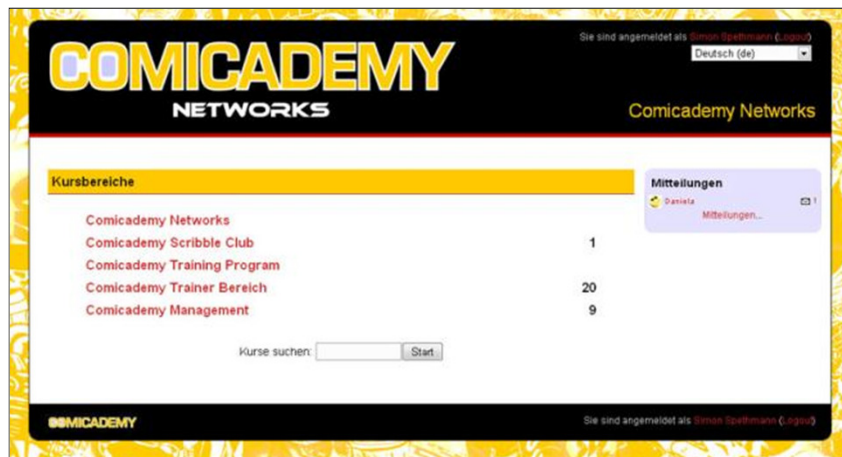 Sie sind angemeldet als Simon Spethmann (Logout)
Deutsch (de)
COMICADEMY
NETWORKS
Comicademy Networks
Kursbereiche
Comicademy Networks
Comicademy Scribble Club 1
Comicademy Training Program
Comicademy Trainer Bereich 20
Comicademy Management 9
Kurse suchen: Start
Mitteilungen
Daniela 1
Mitteilungen...
COMICADEMY
Sie sind angemeldet als Simon Spethmann (Logout)